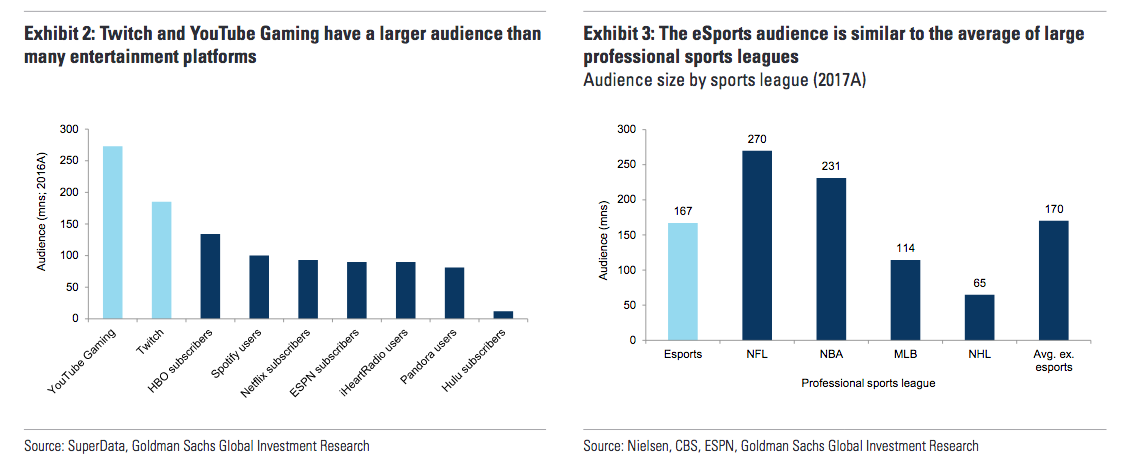 Exhibit 2: Twitch and YouTube Gaming have a larger audience than
many entertainment platforms
Audience (mns; 2016A)
300
250
200
150
100
50
0
YouTube Gaming
Twitch
HBO subscribers
Spotify users
Netflix subscribers
ESPN subscribers
iHeartRadio users
Pandora users
Hulu subscribers
Source: SuperData, Goldman Sachs Global Investment Research
Exhibit 3: The eSports audience is similar to the average of large
professional sports leagues
Audience size by sports league (2017A)
Audience (mns)
300
250
200
150
100
50
0
167
270
231
114
65
170
Esports
NFL
NBA
MLB
NHL
Avg. ex.
esports
Professional sports league
Source: Nielsen, CBS, ESPN, Goldman Sachs Global Investment Research